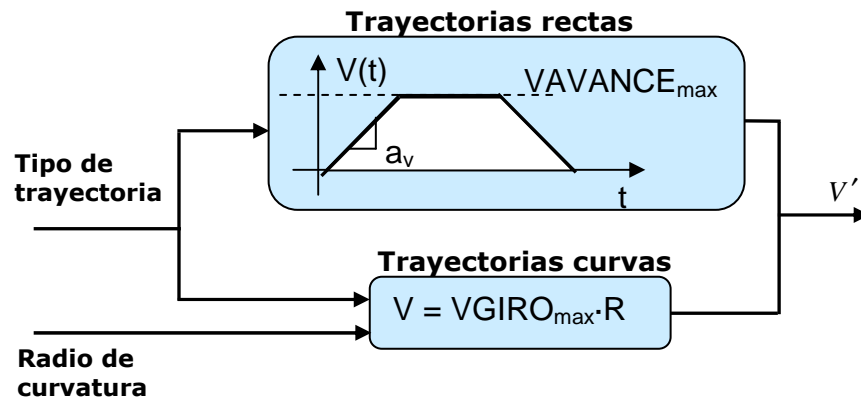 Trayectorias rectas
V(t)
VAVANCEmax
av
t
Tipo de
trayectoria
V'
Trayectorias curvas
V = VGIROmax·R
Radio de
curvatura